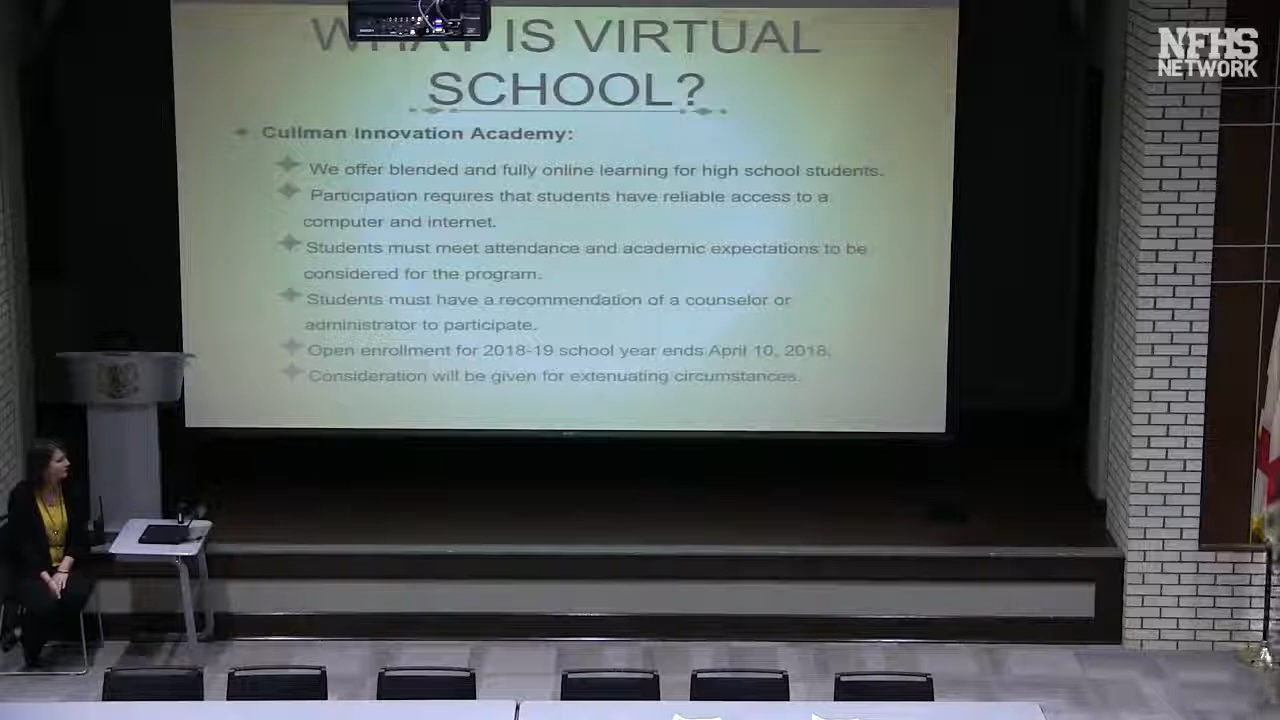 WHAT IS VIRTUAL
SCHOOL?
Cullman Innovation Academy:
We offer blended and fully online learning for high school students.
Participation requires that students have reliable access to a
computer and internet.
Students must meet attendance and academic expectations to be
considered for the program.
Students must have a recommendation of a counselor or
administrator to participate.
Open enrollment for 2018-19 school year ends April 10, 2018.
Consideration will be given for extenuating circumstances.
NFHS
NETWORK